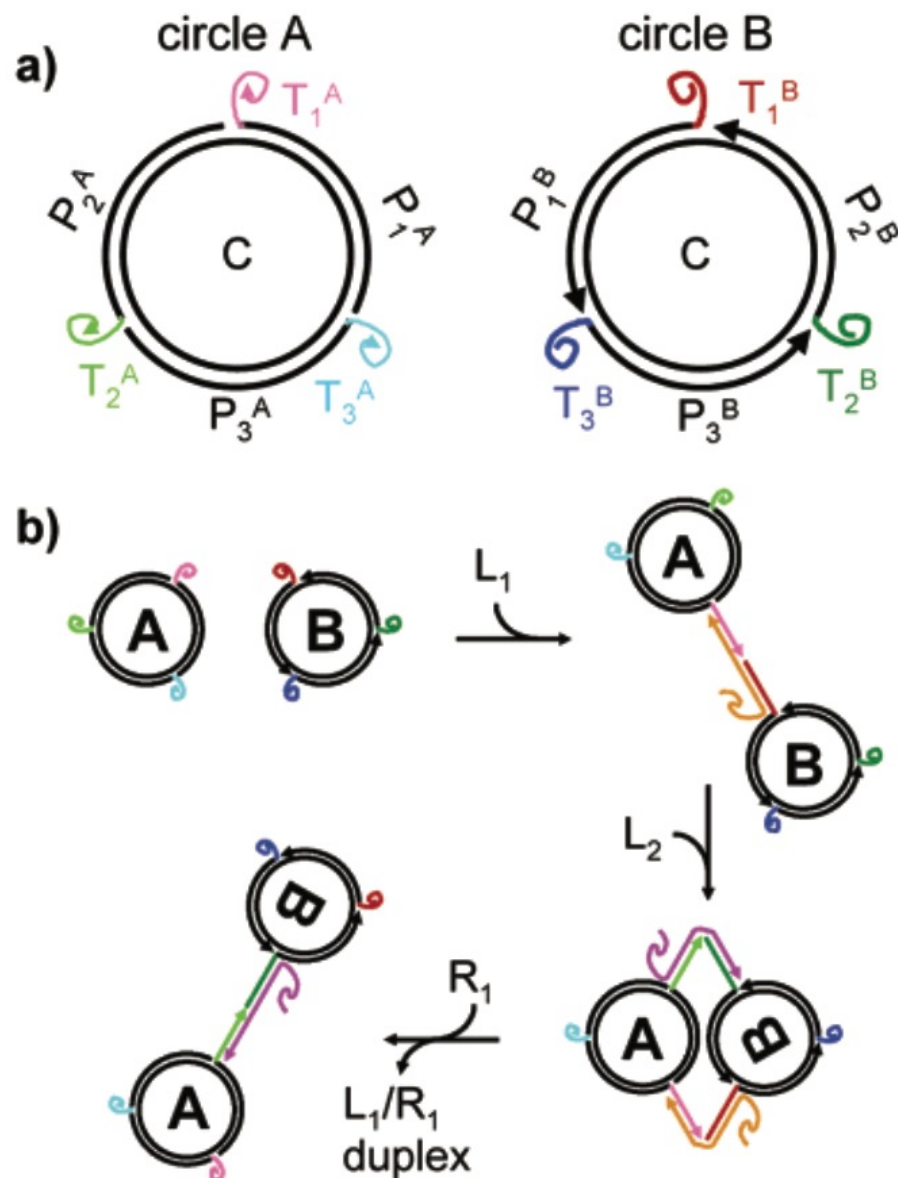 circle A circle B
a)
T₁ᴬ T₁ᴮ
P₂ᴬ P₁ᴬ P₁ᴮ P₂ᴮ
C C
T₂ᴬ T₃ᴬ T₃ᴮ T₂ᴮ
P₃ᴬ P₃ᴮ
b)
A B L₁ A
B
L₂
B
R₁ A B
A L₁/R₁
duplex